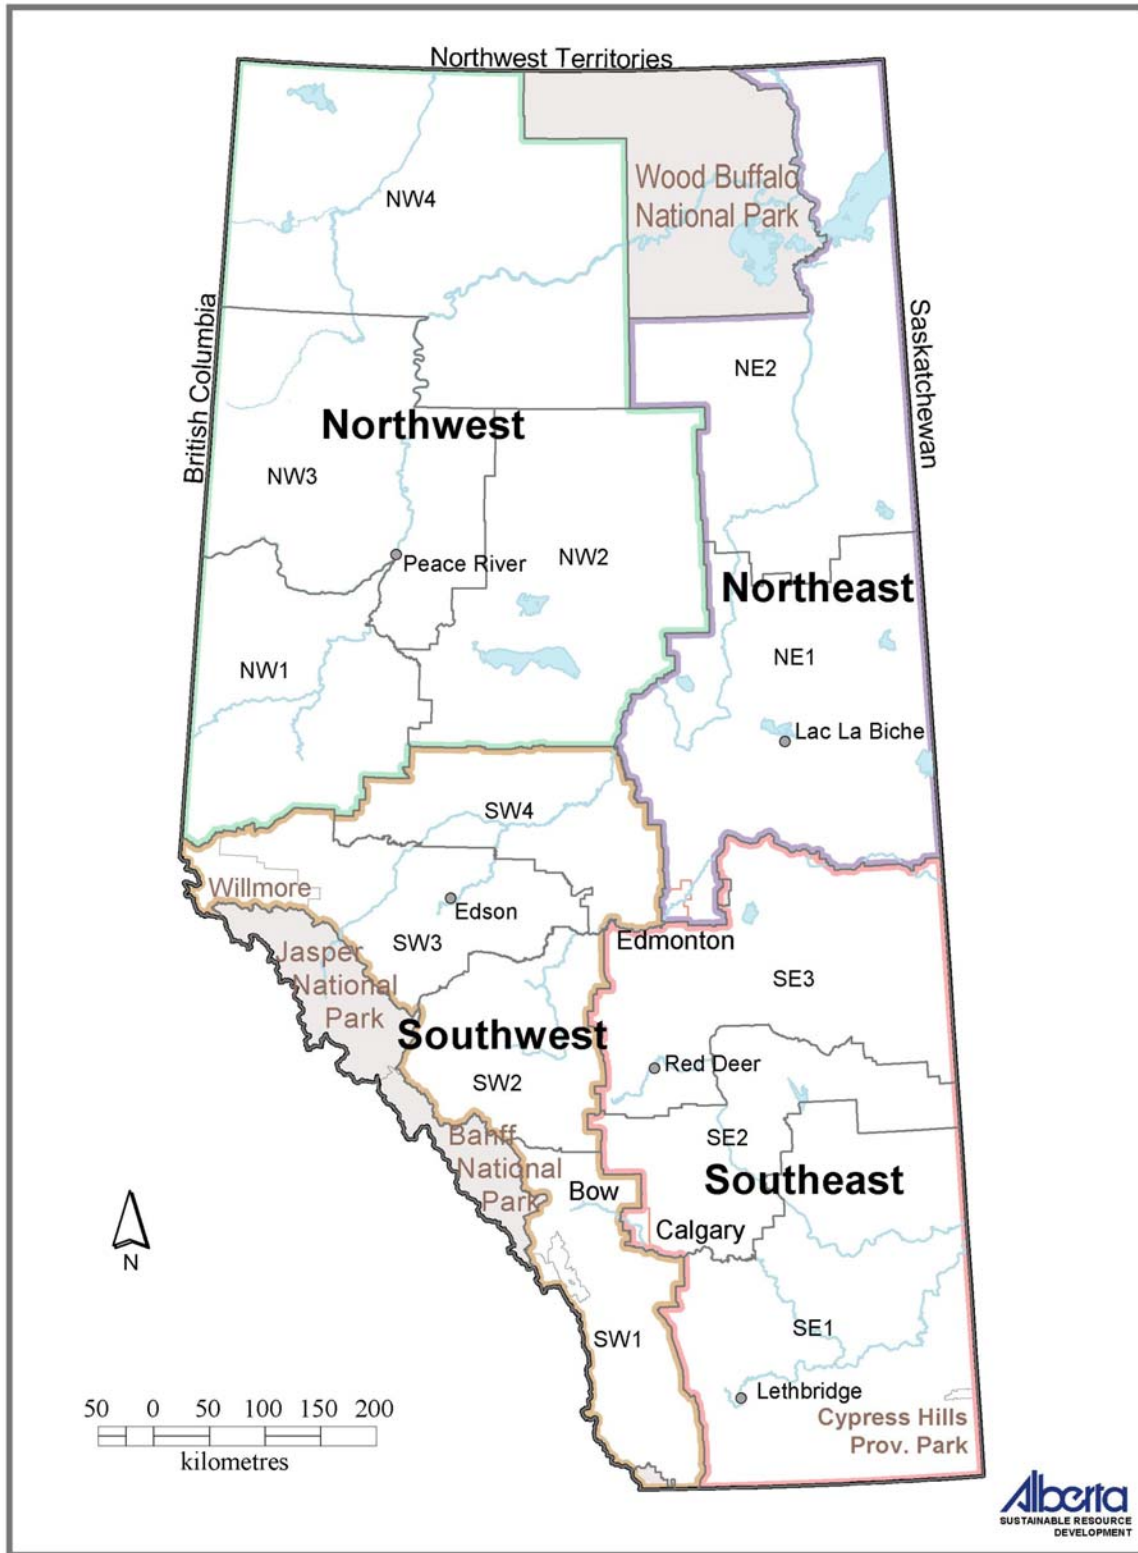 Northwest Territories
Wood Buffalo
National Park
NW4
British Columbia
Saskatchewan
NE2
Northwest
NW3
NW2
Peace River
Northeast
NW1
NE1
Lac La Biche
SW4
Willmore
Edson
SW3
Edmonton
Jasper
National
Park
SE3
Southwest
Red Deer
SW2
Banff
National
Park
SE2
Southeast
Bow
Calgary
N
SW1
SE1
Lethbridge
Cypress Hills
Prov. Park
50 0 50 100 150 200
kilometres
Alberta
SUSTAINABLE RESOURCE
DEVELOPMENT